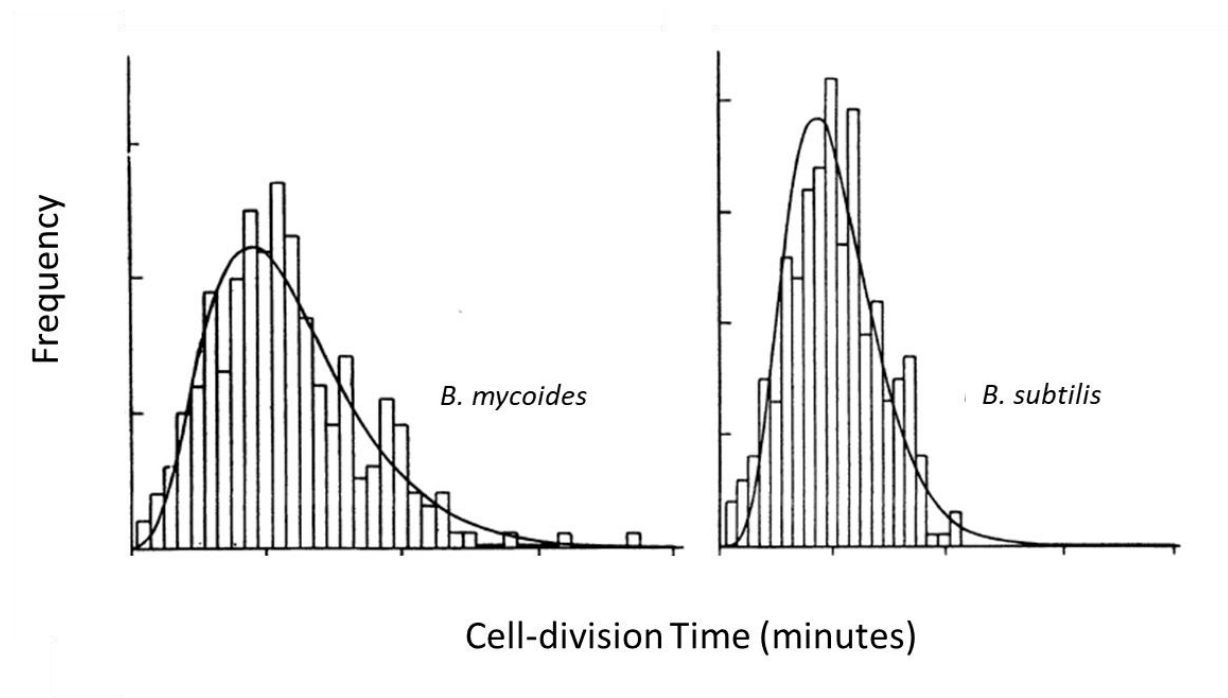 Frequency
B. mycoides
B. subtilis
Cell-division Time (minutes)